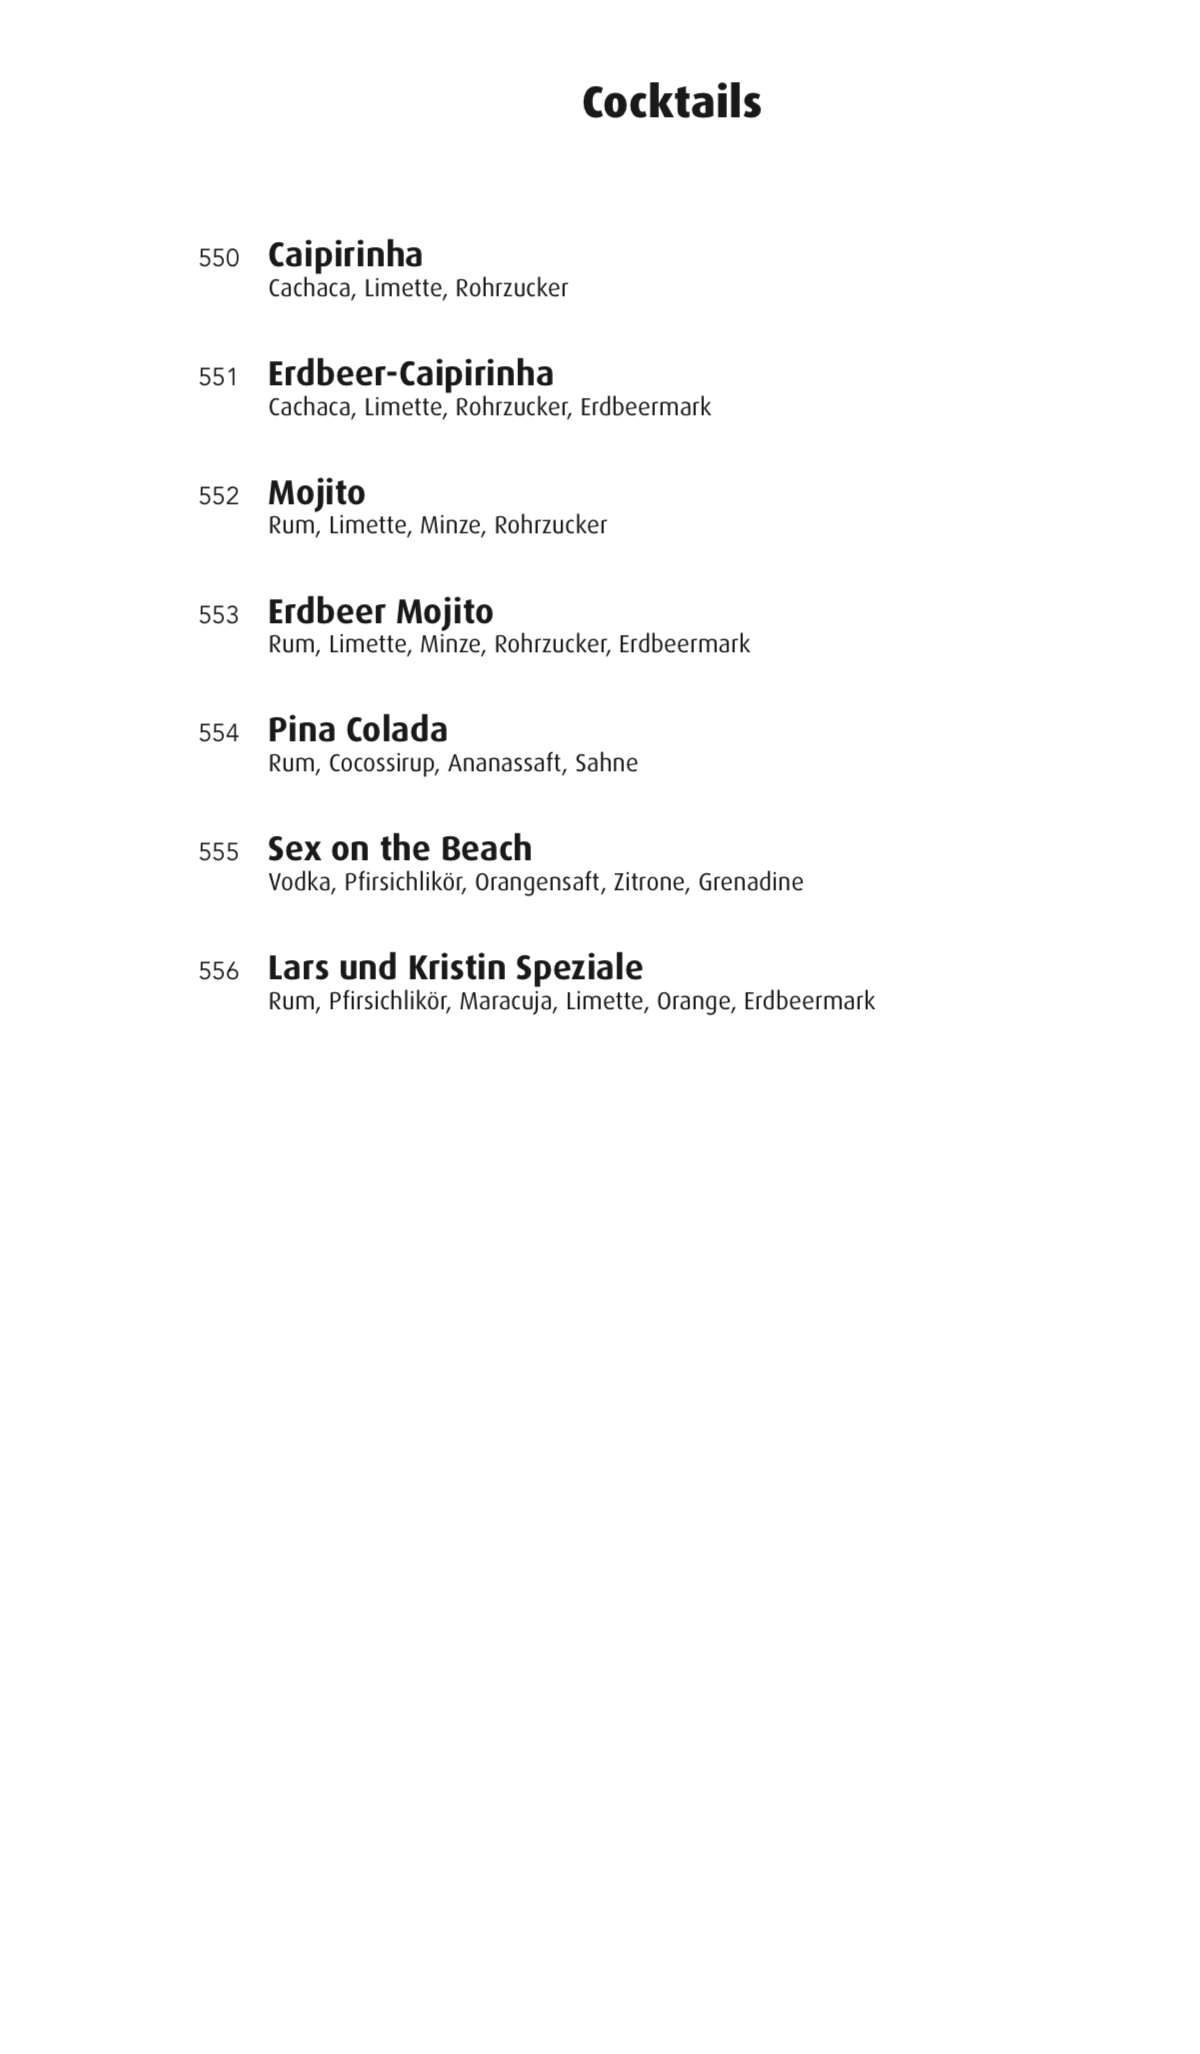 Cocktails
550 Caipirinha
Cachaca, Limette, Rohrzucker
551 Erdbeer-Caipirinha
Cachaca, Limette, Rohrzucker, Erdbeermark
552 Mojito
Rum, Limette, Minze, Rohrzucker
553 Erdbeer Mojito
Rum, Limette, Minze, Rohrzucker, Erdbeermark
554 Pina Colada
Rum, Cocossirup, Ananassaft, Sahne
555 Sex on the Beach
Vodka, Pfirsichlikör, Orangensaft, Zitrone, Grenadine
556 Lars und Kristin Speziale
Rum, Pfirsichlikör, Maracuja, Limette, Orange, Erdbeermark